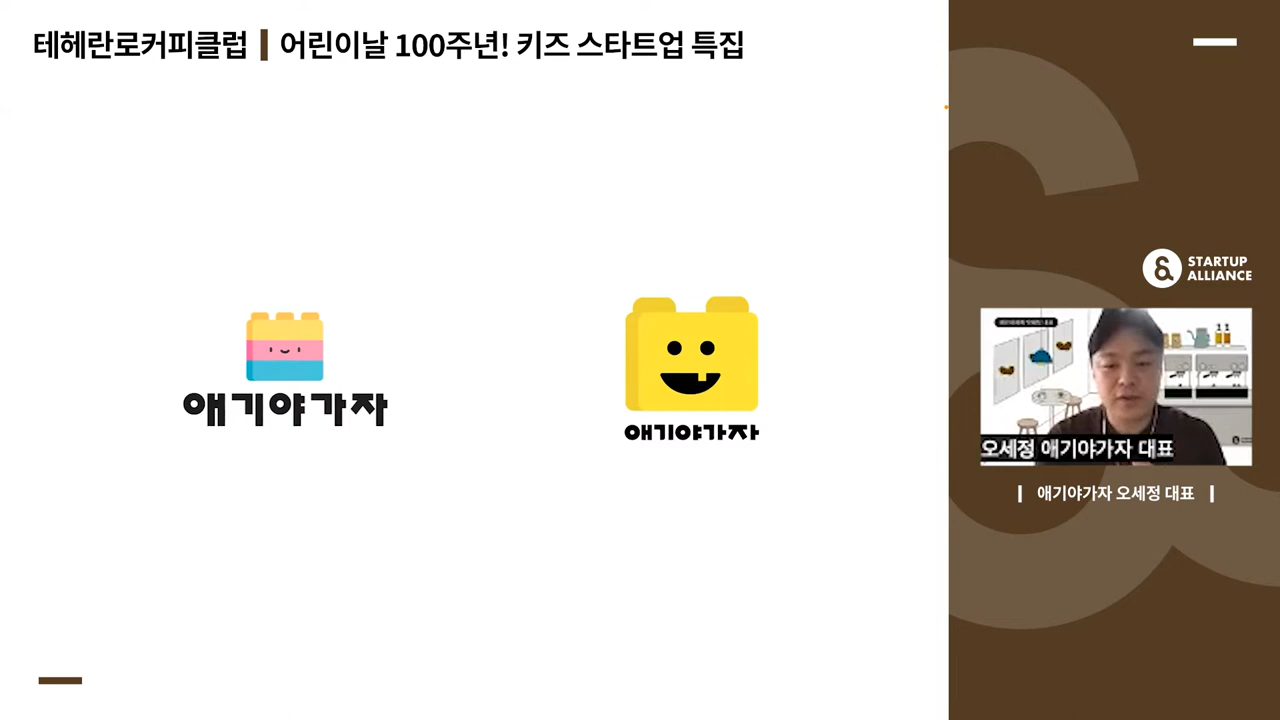 테헤란로커피클럽 | 어린이날 100주년! 키즈 스타트업 특집
애기야가자
애기야가자
STARTUP
ALLIANCE
오세정 애기야가자 대표
| 애기야가자 오세정 대표 |